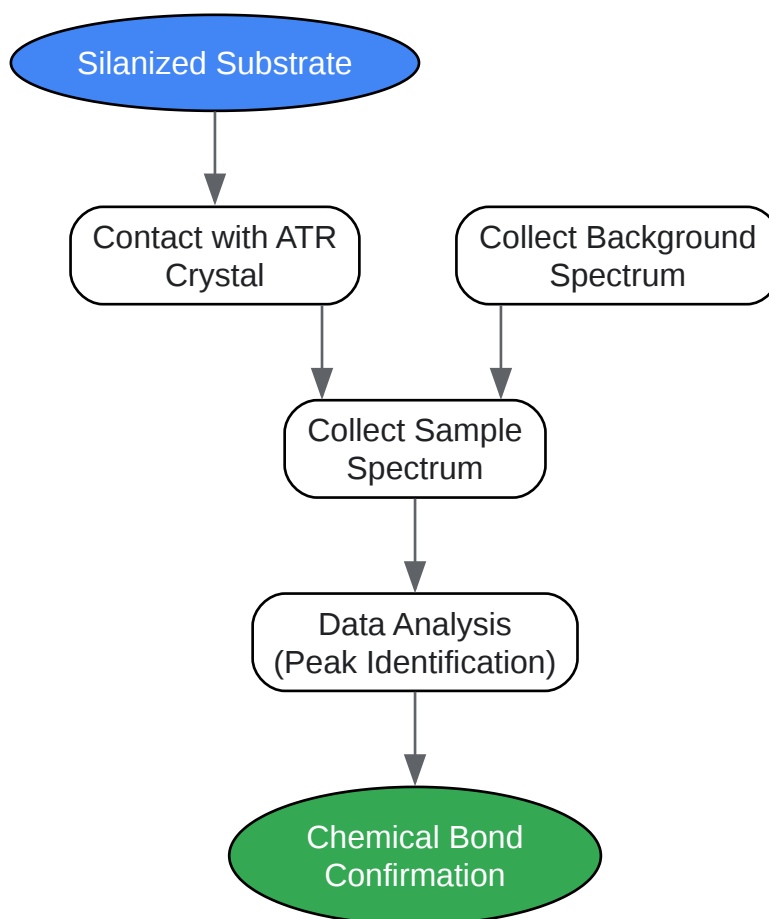 Silanized Substrate
Contact with ATR
Crystal
Collect Background
Spectrum
Collect Sample
Spectrum
Data Analysis
(Peak Identification)
Chemical Bond
Confirmation